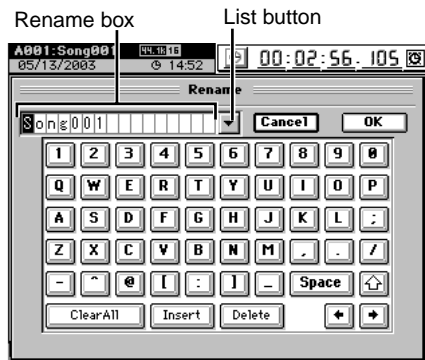 Rename box
List button
A001:Song001 44.1k 16
05/13/2003 14:52
00:02:56.105
Rename
Song001
Cancel
OK
1 2 3 4 5 6 7 8 9 0
Q W E R T Y U I O P
A S D F G H J K L ;
Z X C V B N M , . /
- ^ @ [ : ] _ Space
ClearAll Insert Delete